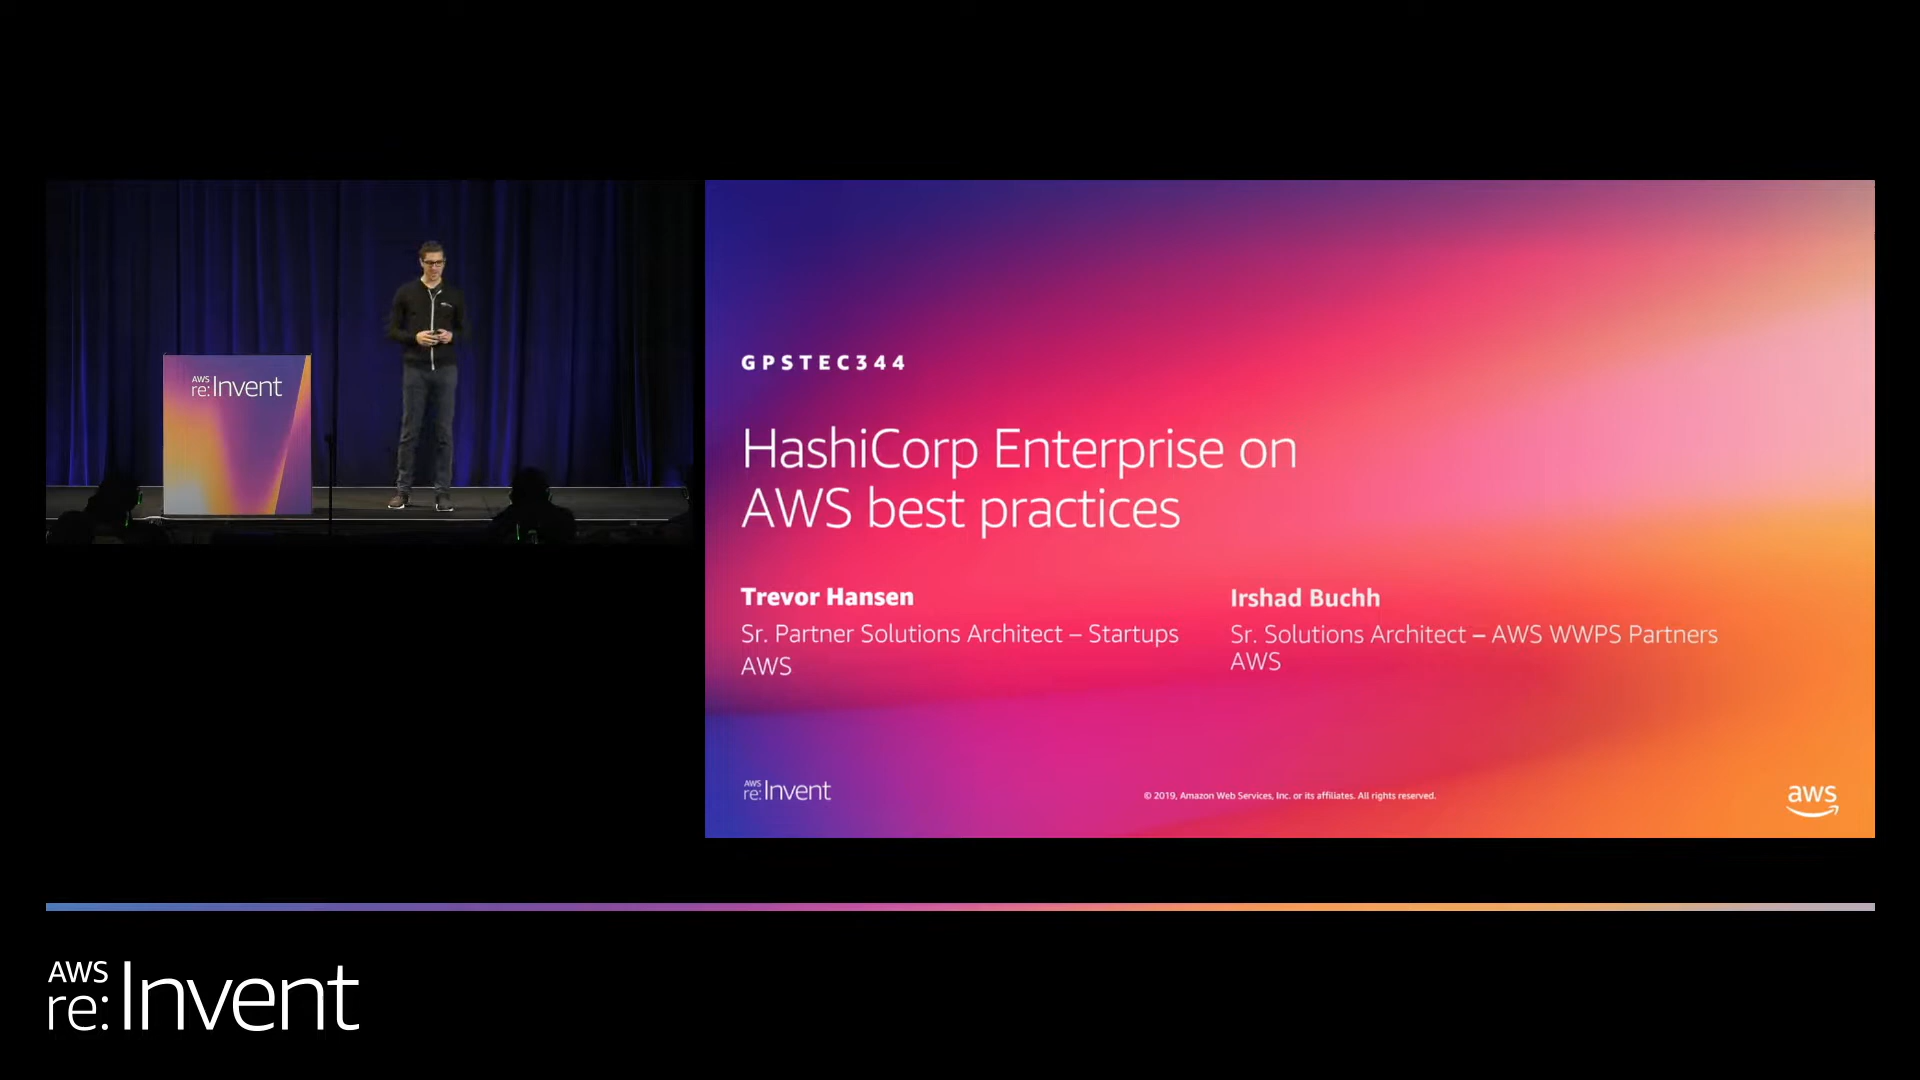 AWS
re:Invent
GPSTEC344
HashiCorp Enterprise on
AWS best practices
Trevor Hansen
Sr. Partner Solutions Architect – Startups
AWS
Irshad Buchh
Sr. Solutions Architect – AWS WWPS Partners
AWS
AWS
re:Invent
© 2019, Amazon Web Services, Inc. or its affiliates. All rights reserved.
aws
AWS
re:Invent